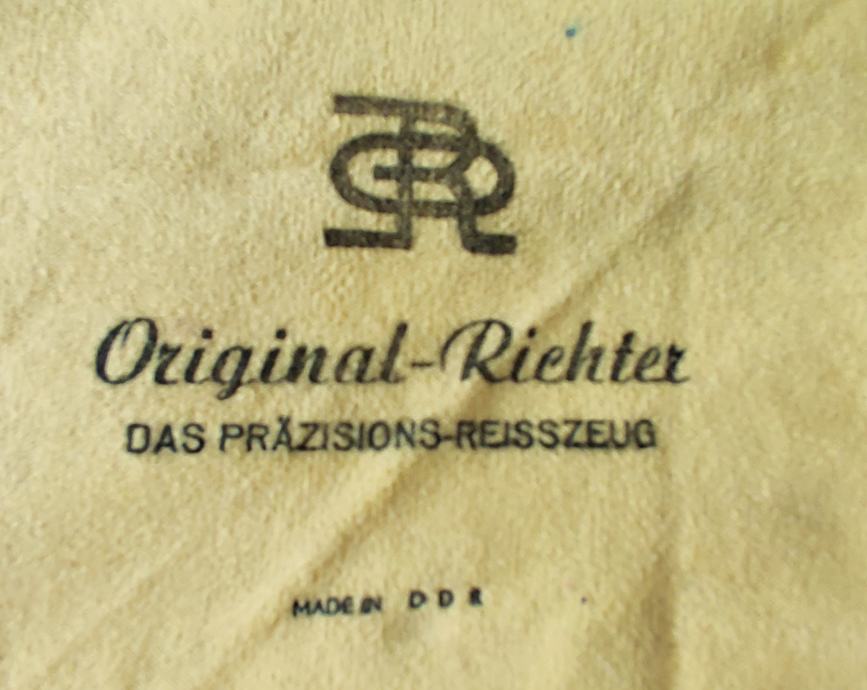 Original-Richter
DAS PRÄZISIONS-REISSZEUG
MADE IN DDR